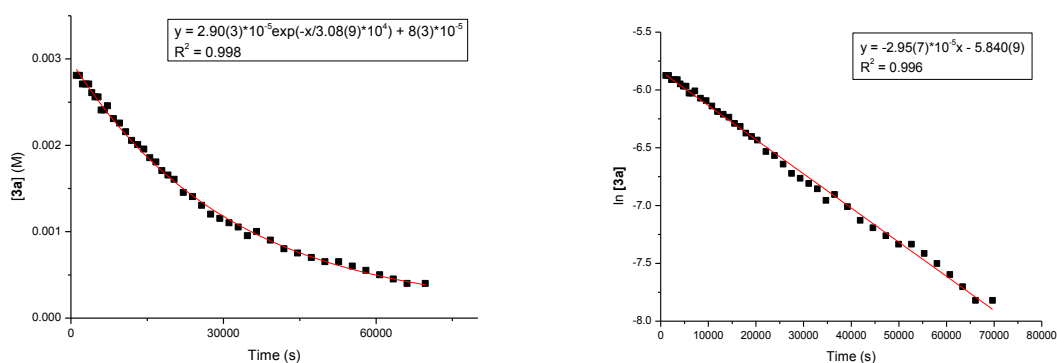 y = 2.90(3)*10⁻⁵exp(-x/3.08(9)*10⁴) + 8(3)*10⁻⁵
R² = 0.998
0.003
0.002
0.001
0.000
[3a] (M)
0
30000
60000
Time (s)
y = -2.95(7)*10⁻⁵x - 5.840(9)
R² = 0.996
-5.5
-6.0
-6.5
-7.0
-7.5
-8.0
ln [3a]
0 10000 20000 30000 40000 50000 60000 70000 80000
Time (s)